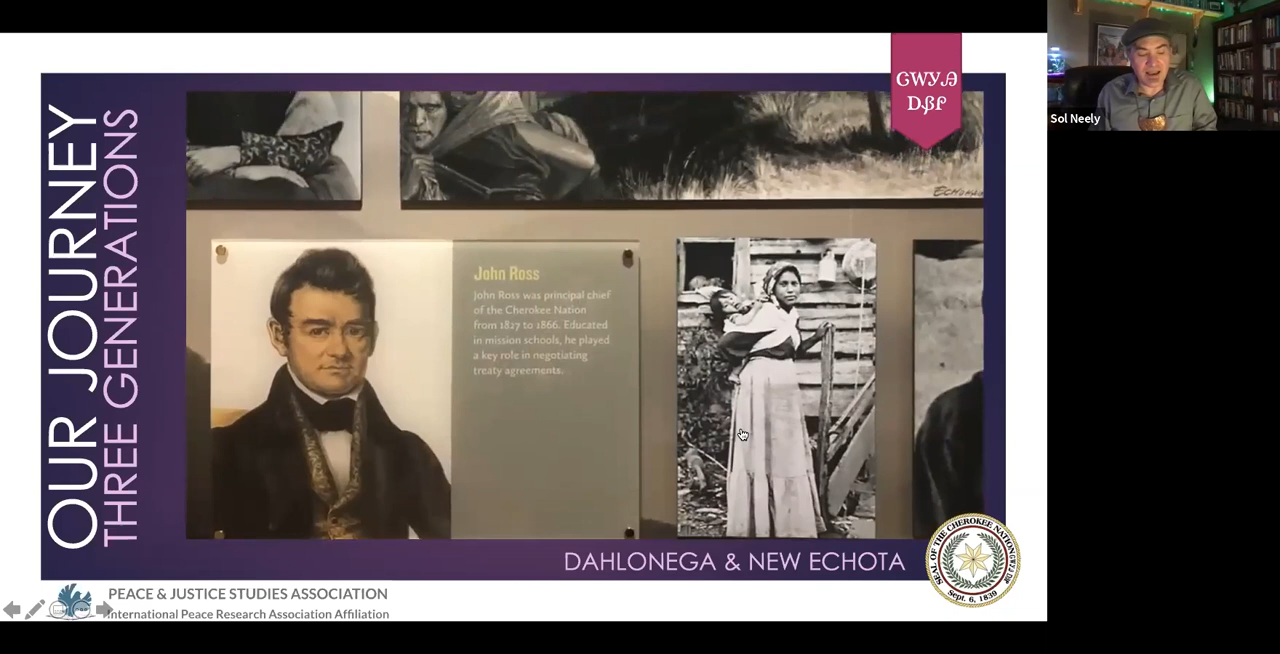 OUR JOURNEY
THREE GENERATIONS
ᏣᎳᎩᎯ
ᎠᏰᎵ
John Ross
John Ross was principal chief
of the Cherokee Nation
from 1827 to 1866. Educated
in mission schools, he played
a key role in negotiating
treaty agreements.
DAHLONEGA & NEW ECHOTA
SEAL OF THE CHEROKEE NATION
Sept. 6, 1839
PEACE & JUSTICE STUDIES ASSOCIATION
International Peace Research Association Affiliation
Sol Neely